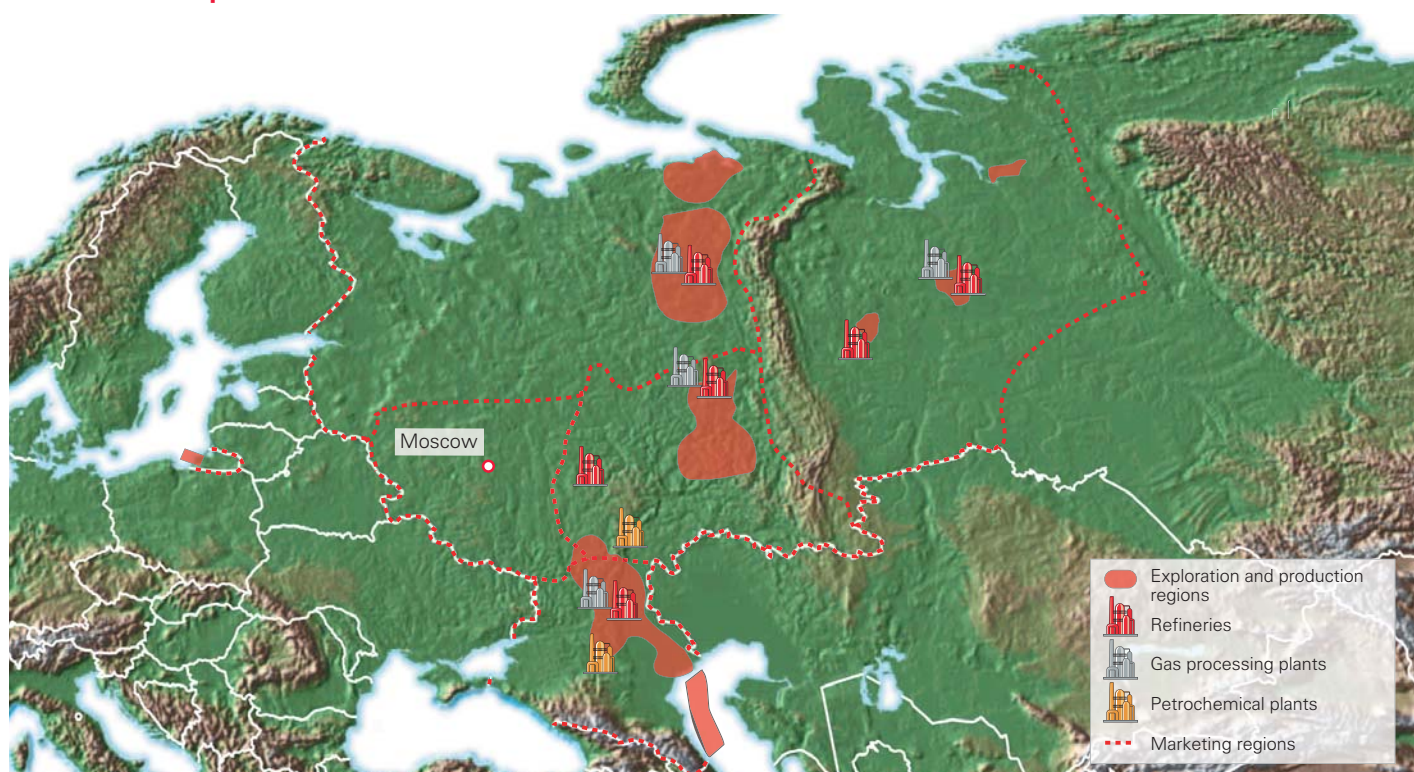 Moscow
Exploration and production
regions
Refineries
Gas processing plants
Petrochemical plants
Marketing regions